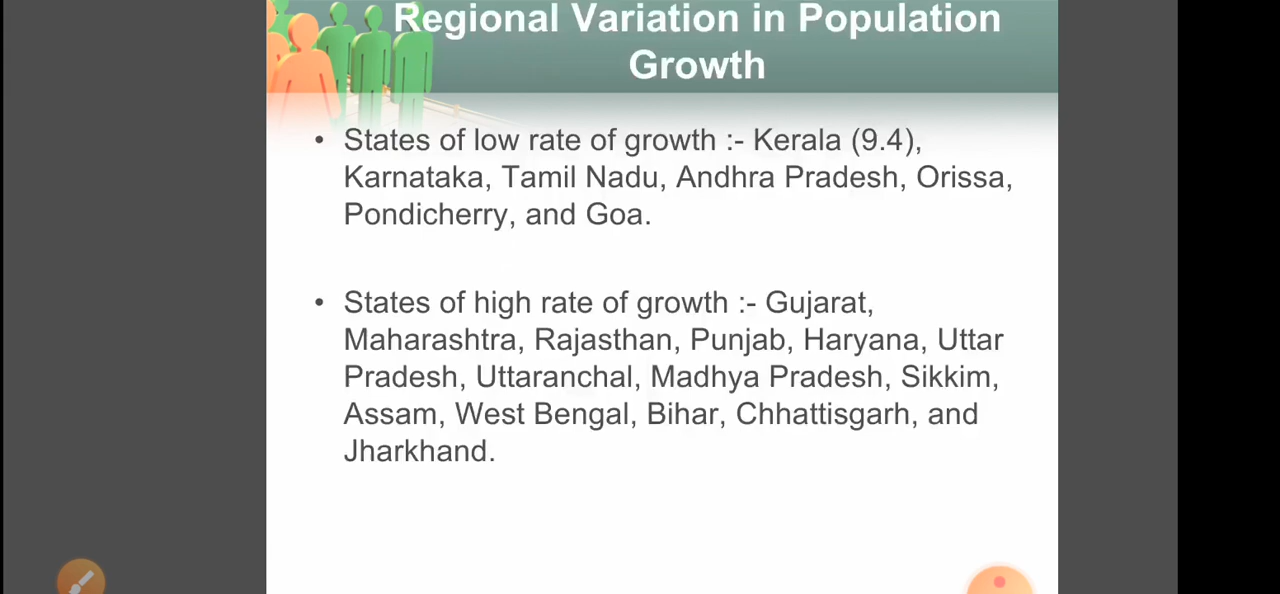 Regional Variation in Population
Growth
• States of low rate of growth :- Kerala (9.4),
Karnataka, Tamil Nadu, Andhra Pradesh, Orissa,
Pondicherry, and Goa.
• States of high rate of growth :- Gujarat,
Maharashtra, Rajasthan, Punjab, Haryana, Uttar
Pradesh, Uttaranchal, Madhya Pradesh, Sikkim,
Assam, West Bengal, Bihar, Chhattisgarh, and
Jharkhand.